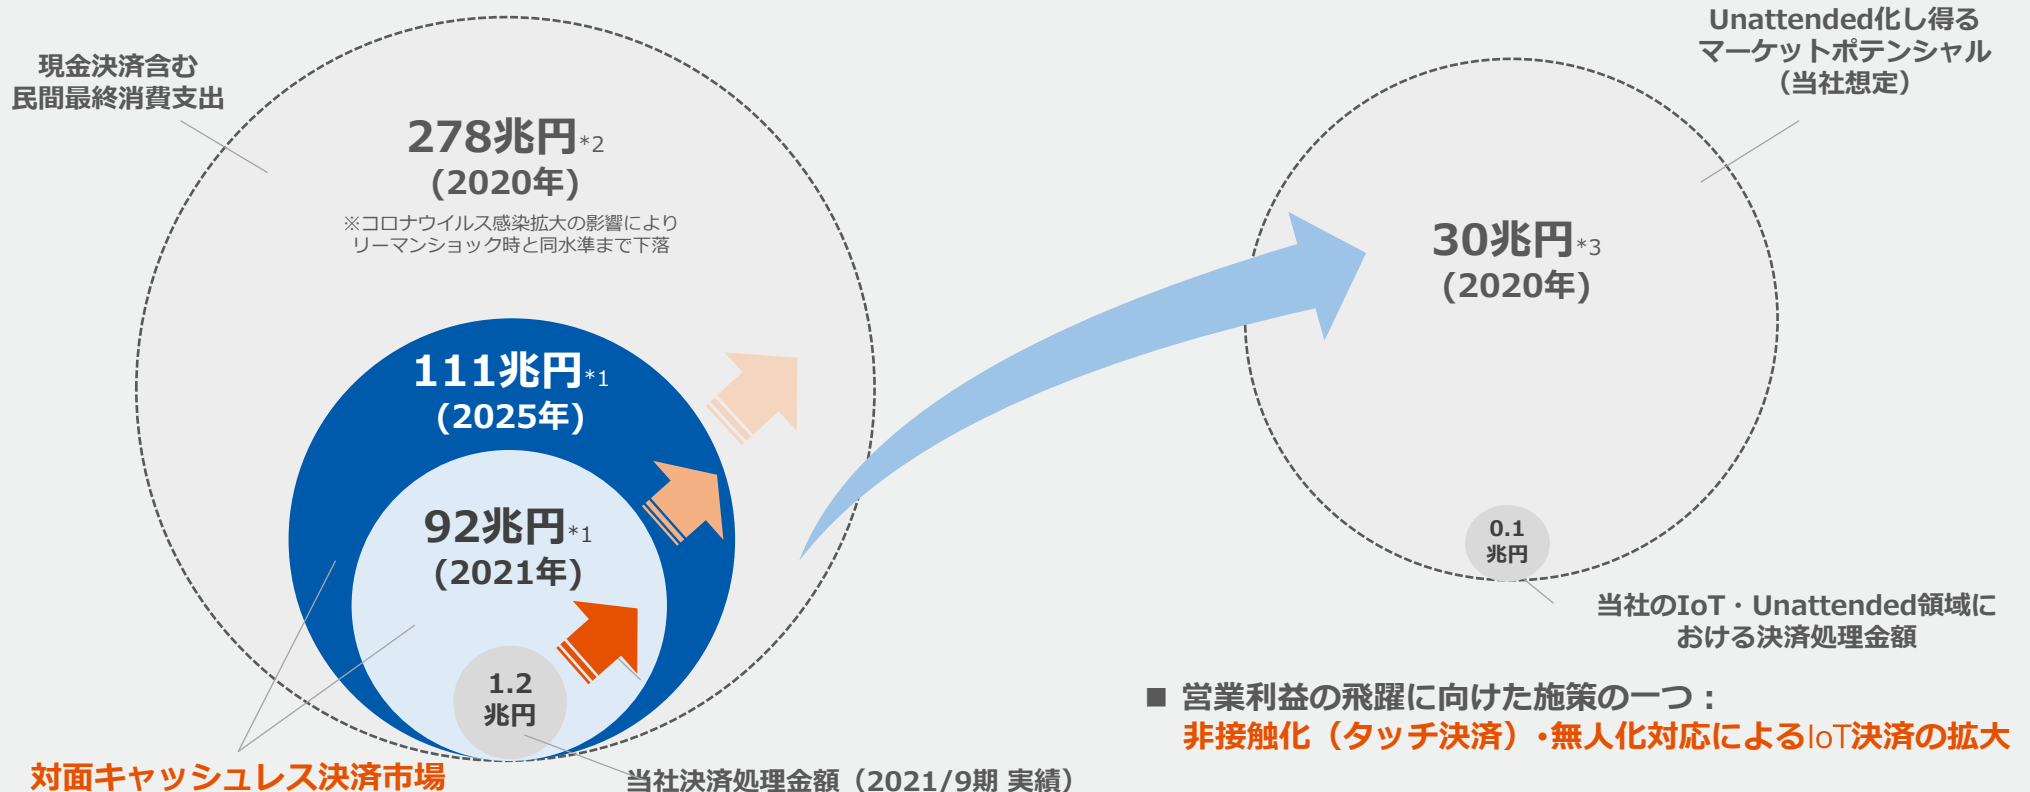 現金決済含む
民間最終消費支出
278兆円*2
(2020年)
※コロナウイルス感染拡大の影響により
リーマンショック時と同水準まで下落
111兆円*1
(2025年)
92兆円*1
(2021年)
1.2
兆円
対面キャッシュレス決済市場
当社決済処理金額（2021/9期 実績）
Unattended化し得る
マーケットポテンシャル
（当社想定）
30兆円*3
(2020年)
0.1
兆円
当社のIoT・Unattended領域に
おける決済処理金額
■ 営業利益の飛躍に向けた施策の一つ：
非接触化（タッチ決済）・無人化対応によるIoT決済の拡大